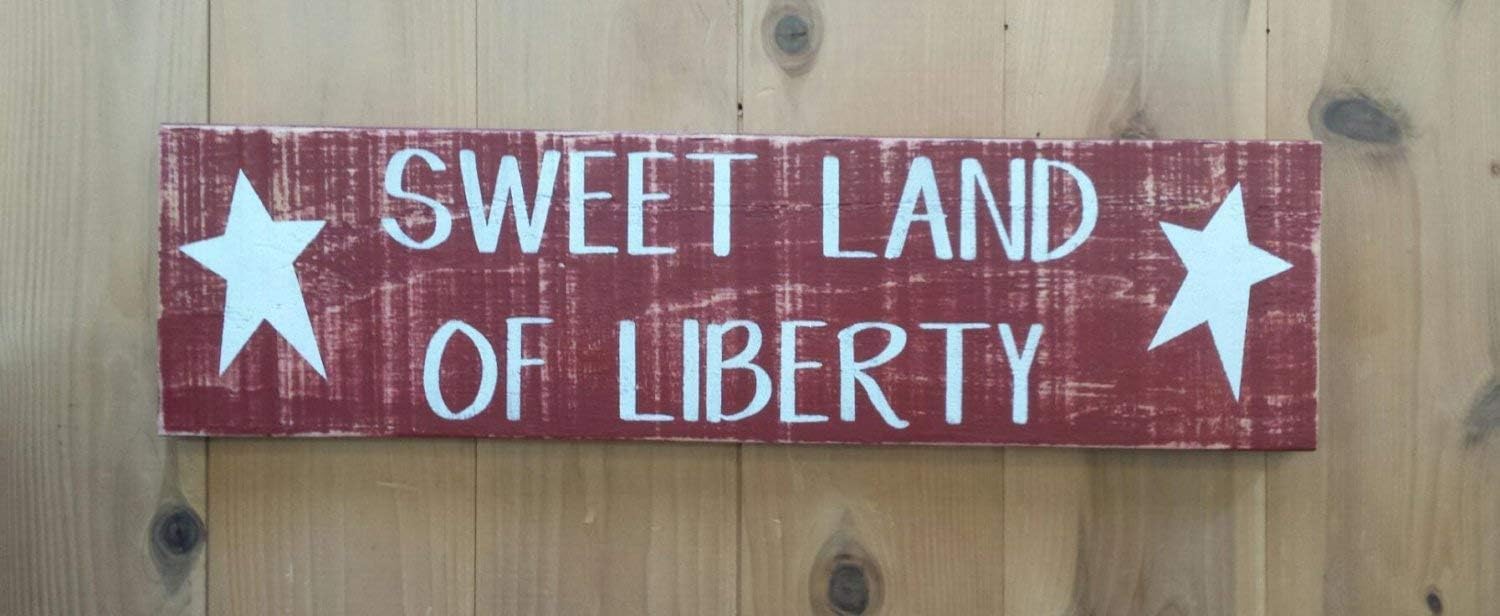 SWEET LAND
OF LIBERTY